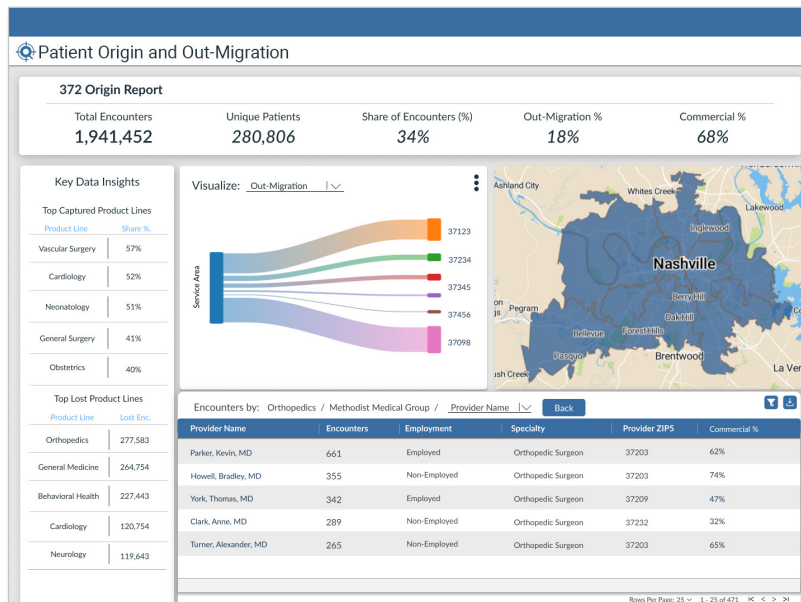 Patient Origin and Out-Migration
372 Origin Report
Total Encounters Unique Patients Share of Encounters (%) Out-Migration % Commercial %
1,941,452 280,806 34% 18% 68%
Key Data Insights
Top Captured Product Lines
Product Line Share %.
Vascular Surgery 57%
Cardiology 52%
Neonatology 51%
General Surgery 41%
Obstetrics 40%
Top Lost Product Lines
Product Line Lost Enc.
Orthopedics 277,583
General Medicine 264,754
Behavioral Health 227,443
Cardiology 120,754
Neurology 119,643
Visualize: Out-Migration
Service Area
37123
37234
37345
37456
37098
Ashland City
Whites Creek
Lakewood
Inglewood
Nashville
Berry Hill
Pegram
Oak Hill
Bellevue
Forest Hills
Pasquo
Brentwood
La Ver
ush Creek
Encounters by: Orthopedics / Methodist Medical Group / Provider Name Back
Provider Name Encounters Employment Specialty Provider ZIP5 Commercial %
Parker, Kevin, MD 661 Employed Orthopedic Surgeon 37203 62%
Howell, Bradley, MD 355 Non-Employed Orthopedic Surgeon 37203 74%
York, Thomas, MD 342 Employed Orthopedic Surgeon 37209 47%
Clark, Anne, MD 289 Non-Employed Orthopedic Surgeon 37232 32%
Turner, Alexander, MD 265 Non-Employed Orthopedic Surgeon 37203 65%
Rows Per Page: 25 1 - 25 of 471